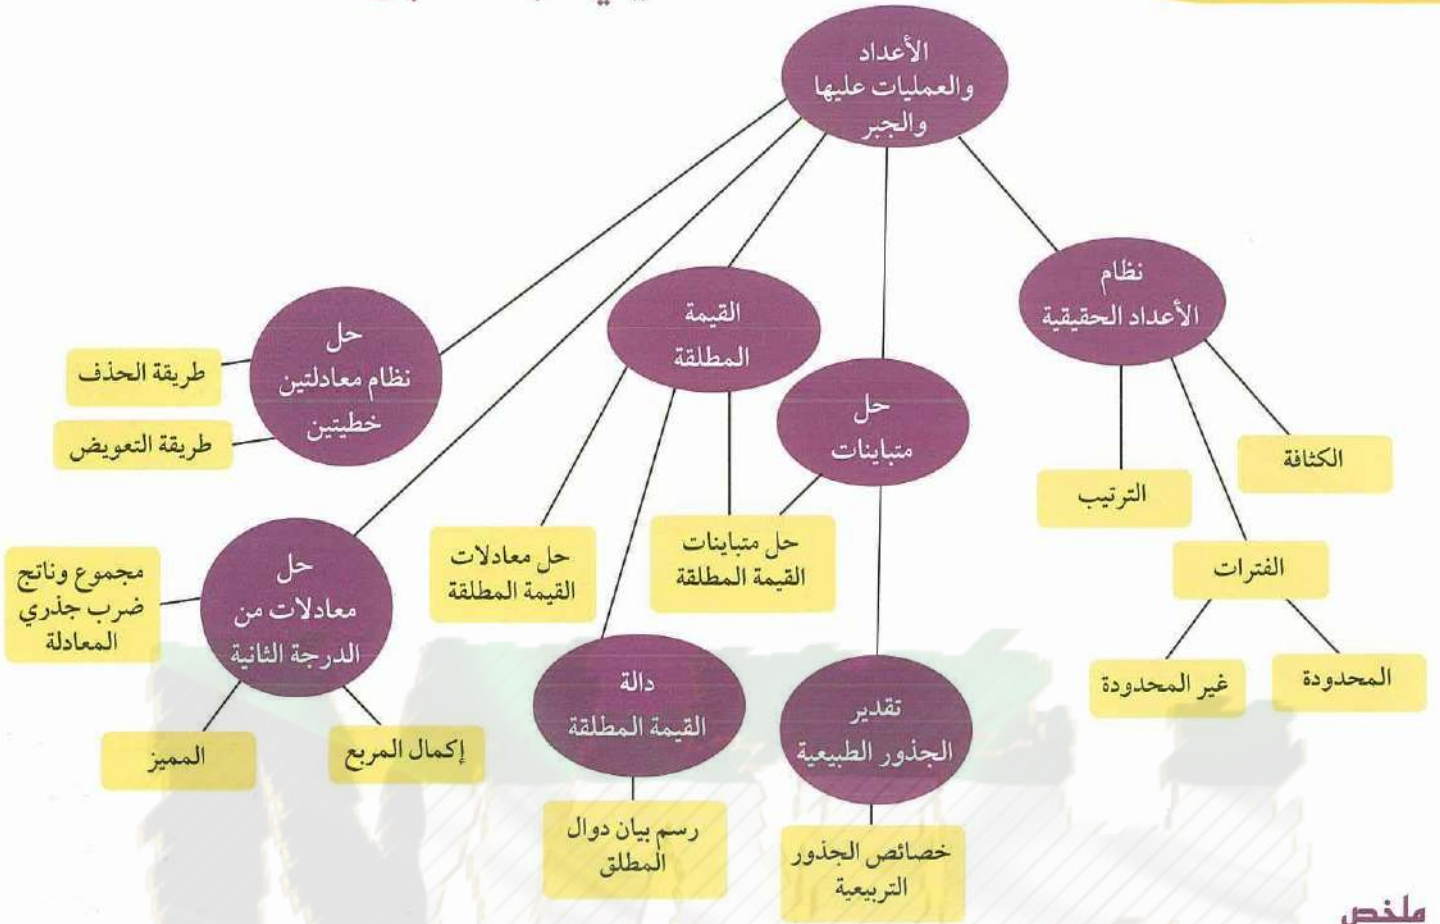 الأعداد
والعمليات عليها
والجبر
نظام
الأعداد الحقيقية
الكثافة
الترتيب
الفترات
المحدودة
غير المحدودة
حل
متباينات
القيمة
المطلقة
حل متباينات
القيمة المطلقة
حل معادلات
القيمة المطلقة
تقدير
الجذور الطبيعية
خصائص الجذور
التربيعية
دالة
القيمة المطلقة
رسم بيان دوال
المطلق
حل
نظام معادلتين
خطيتين
طريقة الحذف
طريقة التعويض
حل
معادلات من
الدرجة الثانية
مجموع وناتج
ضرب جذري
المعادلة
إكمال المربع
المميز
ملخص